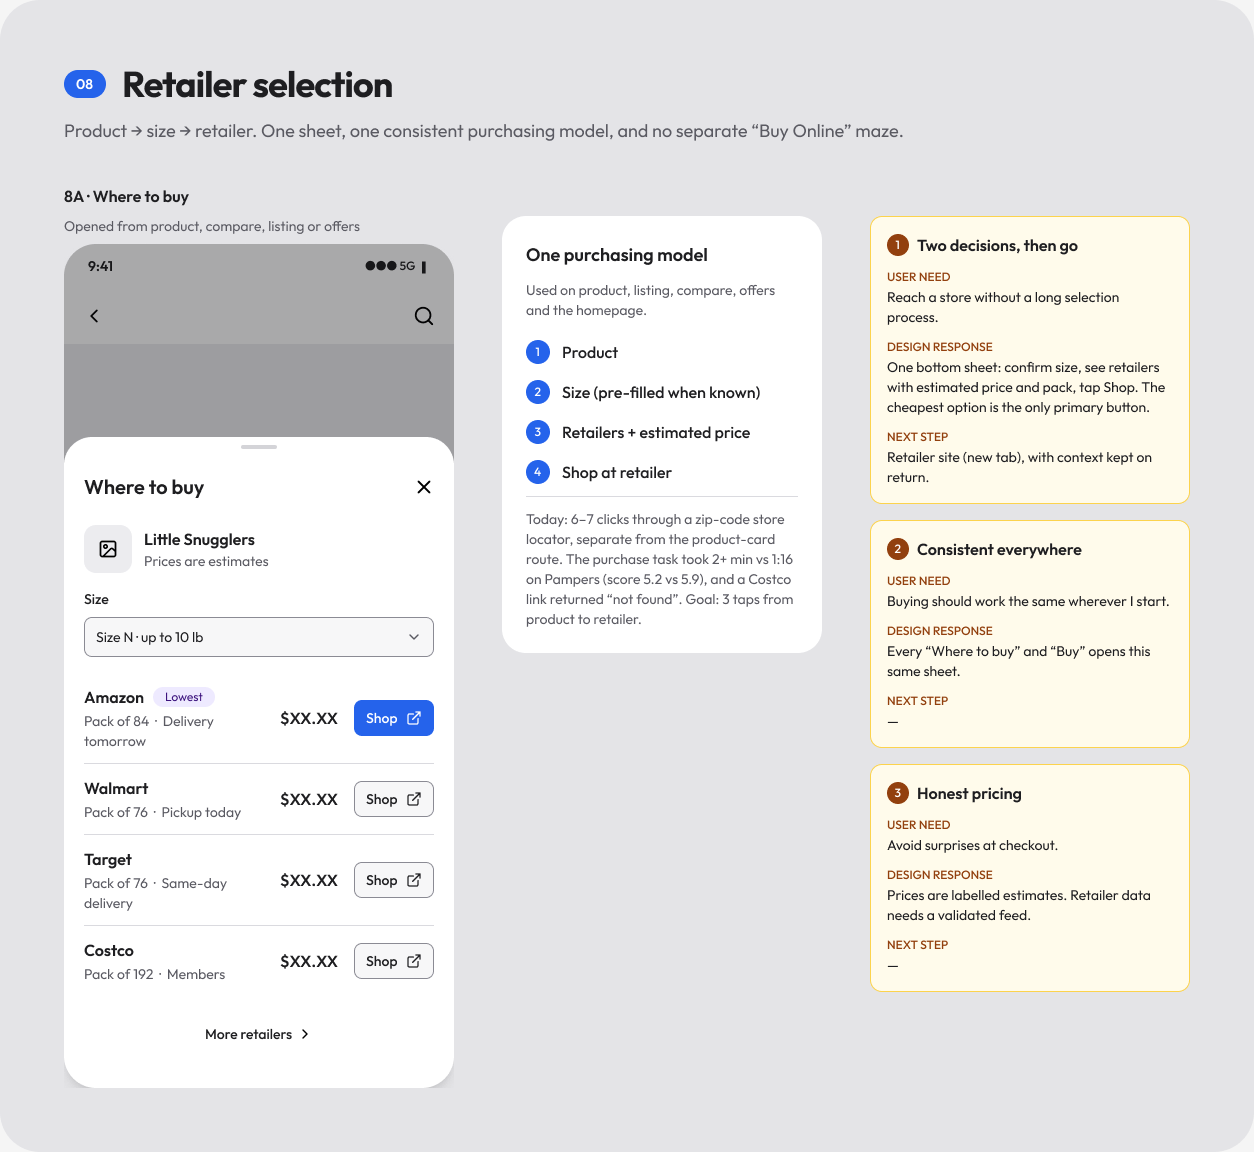 08 Retailer selection
Product → size → retailer. One sheet, one consistent purchasing model, and no separate “Buy Online” maze.
8A · Where to buy
Opened from product, compare, listing or offers
9:41
5G
Where to buy
Little Snugglers
Prices are estimates
Size
Size N · up to 10 lb
Amazon Lowest
Pack of 84 · Delivery
tomorrow
$XX.XX
Shop
Walmart
Pack of 76 · Pickup today
$XX.XX
Shop
Target
Pack of 76 · Same-day
delivery
$XX.XX
Shop
Costco
Pack of 192 · Members
$XX.XX
Shop
More retailers
One purchasing model
Used on product, listing, compare, offers
and the homepage.
1 Product
2 Size (pre-filled when known)
3 Retailers + estimated price
4 Shop at retailer
Today: 6–7 clicks through a zip-code store
locator, separate from the product-card
route. The purchase task took 2+ min vs 1:16
on Pampers (score 5.2 vs 5.9), and a Costco
link returned “not found”. Goal: 3 taps from
product to retailer.
1 Two decisions, then go
USER NEED
Reach a store without a long selection
process.
DESIGN RESPONSE
One bottom sheet: confirm size, see retailers
with estimated price and pack, tap Shop. The
cheapest option is the only primary button.
NEXT STEP
Retailer site (new tab), with context kept on
return.
2 Consistent everywhere
USER NEED
Buying should work the same wherever I start.
DESIGN RESPONSE
Every “Where to buy” and “Buy” opens this
same sheet.
NEXT STEP
—
3 Honest pricing
USER NEED
Avoid surprises at checkout.
DESIGN RESPONSE
Prices are labelled estimates. Retailer data
needs a validated feed.
NEXT STEP
—